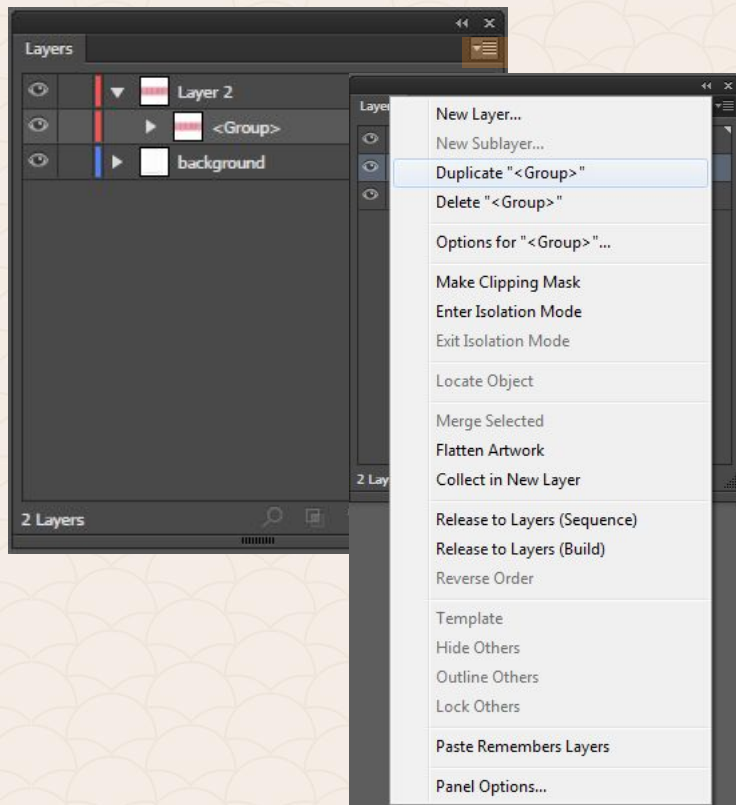 Layers
Layer 2
<Group>
background
2 Layers
Laye
New Layer...
New Sublayer...
Duplicate "<Group>"
Delete "<Group>"
Options for "<Group>"...
Make Clipping Mask
Enter Isolation Mode
Exit Isolation Mode
Locate Object
Merge Selected
Flatten Artwork
2 Lay
Collect in New Layer
Release to Layers (Sequence)
Release to Layers (Build)
Reverse Order
Template
Hide Others
Outline Others
Lock Others
Paste Remembers Layers
Panel Options...